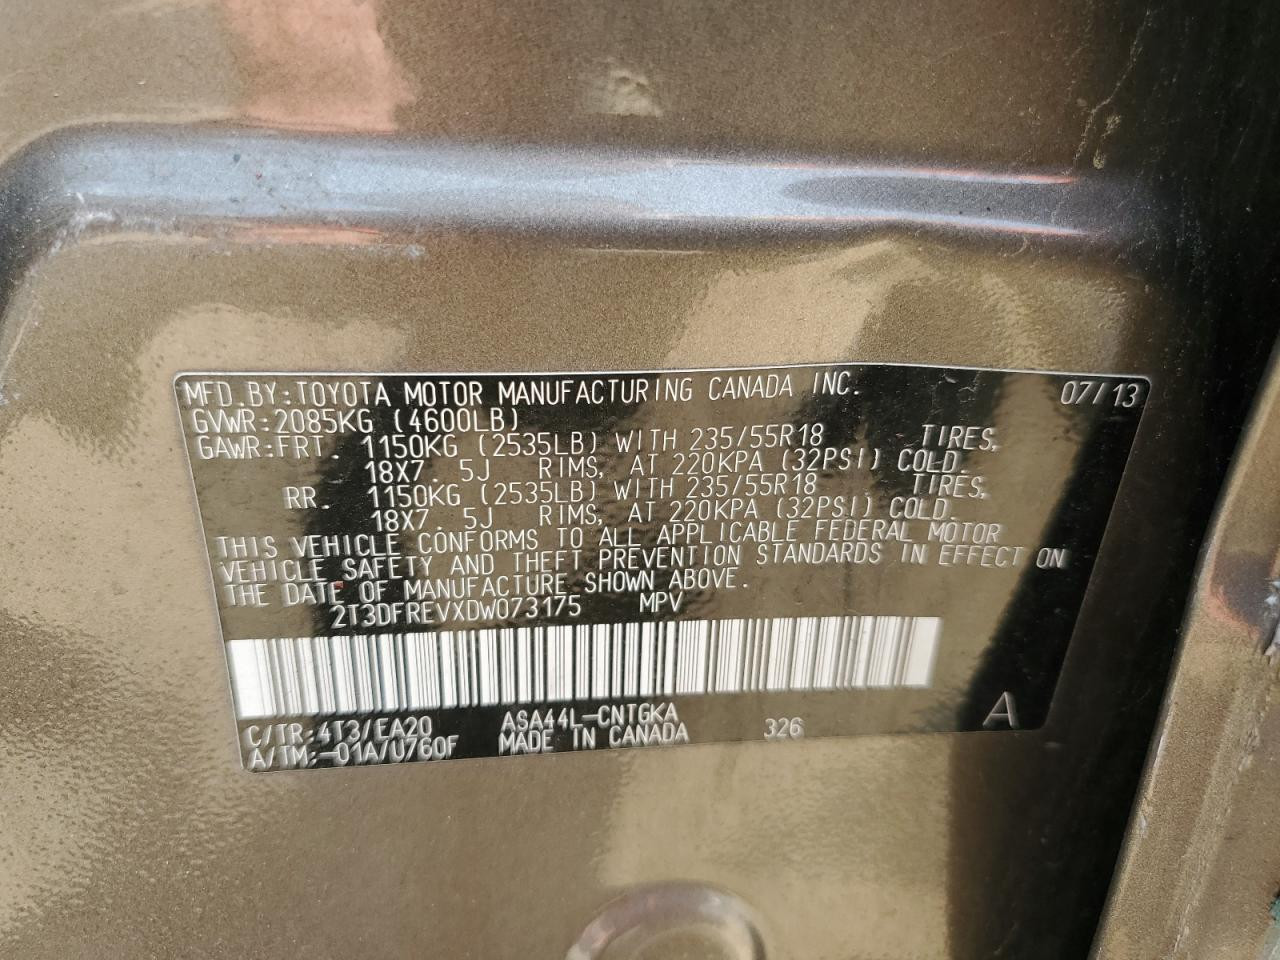 MFD.BY:TOYOTA MOTOR MANUFACTURING CANADA INC. 07/13
GVWR:2085KG (4600LB)
GAWR:FRT. 1150KG (2535LB) WITH 235/55R18 TIRES,
18X7.5J RIMS, AT 220KPA (32PSI) COLD.
RR. 1150KG (2535LB) WITH 235/55R18 TIRES,
18X7.5J RIMS, AT 220KPA (32PSI) COLD.
THIS VEHICLE CONFORMS TO ALL APPLICABLE FEDERAL MOTOR
VEHICLE SAFETY AND THEFT PREVENTION STANDARDS IN EFFECT ON
THE DATE OF MANUFACTURE SHOWN ABOVE.
2T3DFREVXDW073175 MPV
C/TR:4T3/EA20 ASA44L-CNTGKA 326 A
A/TM:-01A/U760F MADE IN CANADA